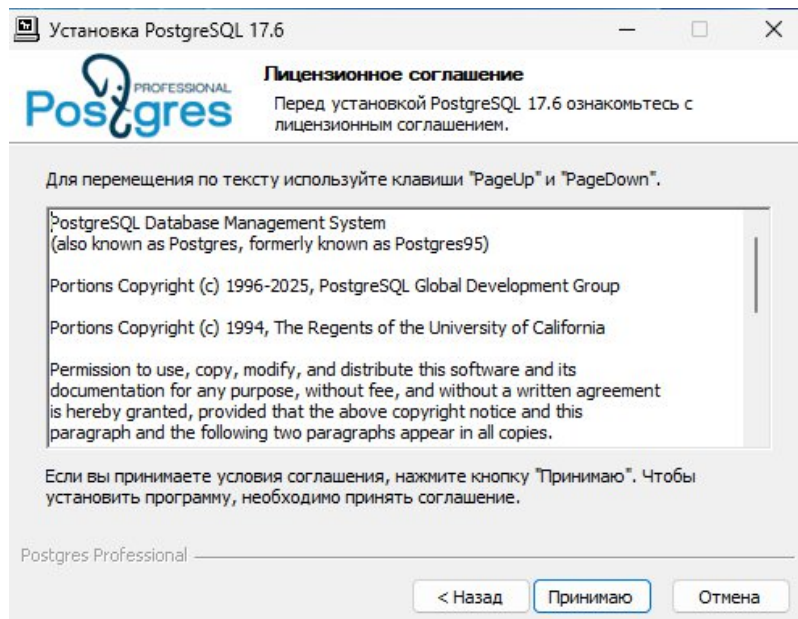 Установка PostgreSQL 17.6
PROFESSIONAL
Postgres
Лицензионное соглашение
Перед установкой PostgreSQL 17.6 ознакомьтесь с
лицензионным соглашением.
Для перемещения по тексту используйте клавиши "PageUp" и "PageDown".
PostgreSQL Database Management System
(also known as Postgres, formerly known as Postgres95)
Portions Copyright (c) 1996-2025, PostgreSQL Global Development Group
Portions Copyright (c) 1994, The Regents of the University of California
Permission to use, copy, modify, and distribute this software and its
documentation for any purpose, without fee, and without a written agreement
is hereby granted, provided that the above copyright notice and this
paragraph and the following two paragraphs appear in all copies.
Если вы принимаете условия соглашения, нажмите кнопку "Принимаю". Чтобы
установить программу, необходимо принять соглашение.
Postgres Professional
< Назад
Принимаю
Отмена